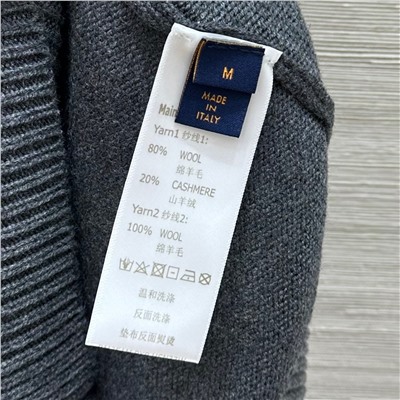 M
MADE
IN
ITALY
Main
Yarn1 纱线1:
80% WOOL
绵羊毛
20% CASHMERE
山羊绒
Yarn2 纱线2:
100% WOOL
绵羊毛
温和洗涤
反面洗涤
垫布反面熨烫